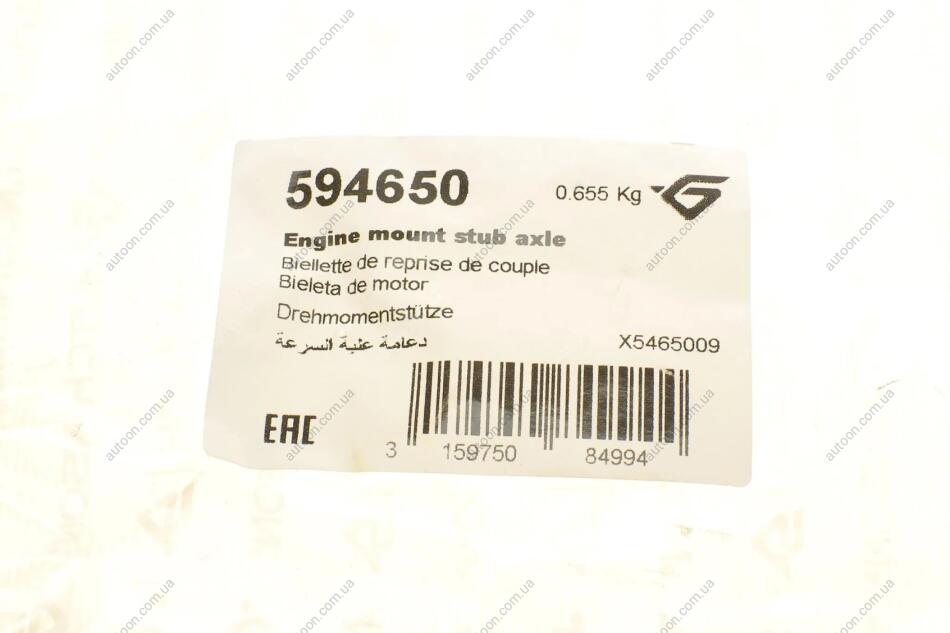 594650
0.655 Kg
Engine mount stub axle
Biellette de reprise de couple
Bieleta de motor
Drehmomentstütze
دعامة علبة السرعة
X5465009
EAC
3 159750 84994
autoon.com.ua